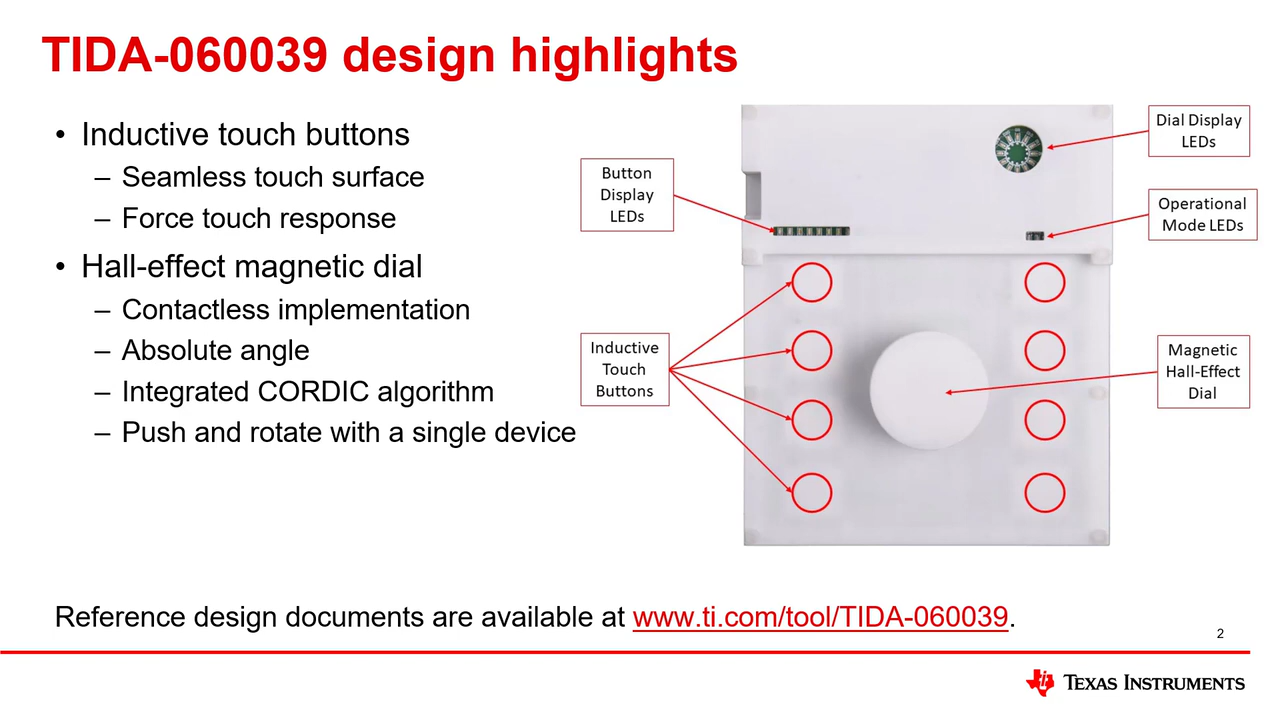 TIDA-060039 design highlights
• Inductive touch buttons
– Seamless touch surface
– Force touch response
• Hall-effect magnetic dial
– Contactless implementation
– Absolute angle
– Integrated CORDIC algorithm
– Push and rotate with a single device
Button
Display
LEDs
Inductive
Touch
Buttons
Dial Display
LEDs
Operational
Mode LEDs
Magnetic
Hall-Effect
Dial
Reference design documents are available at www.ti.com/tool/TIDA-060039.
2
TEXAS INSTRUMENTS